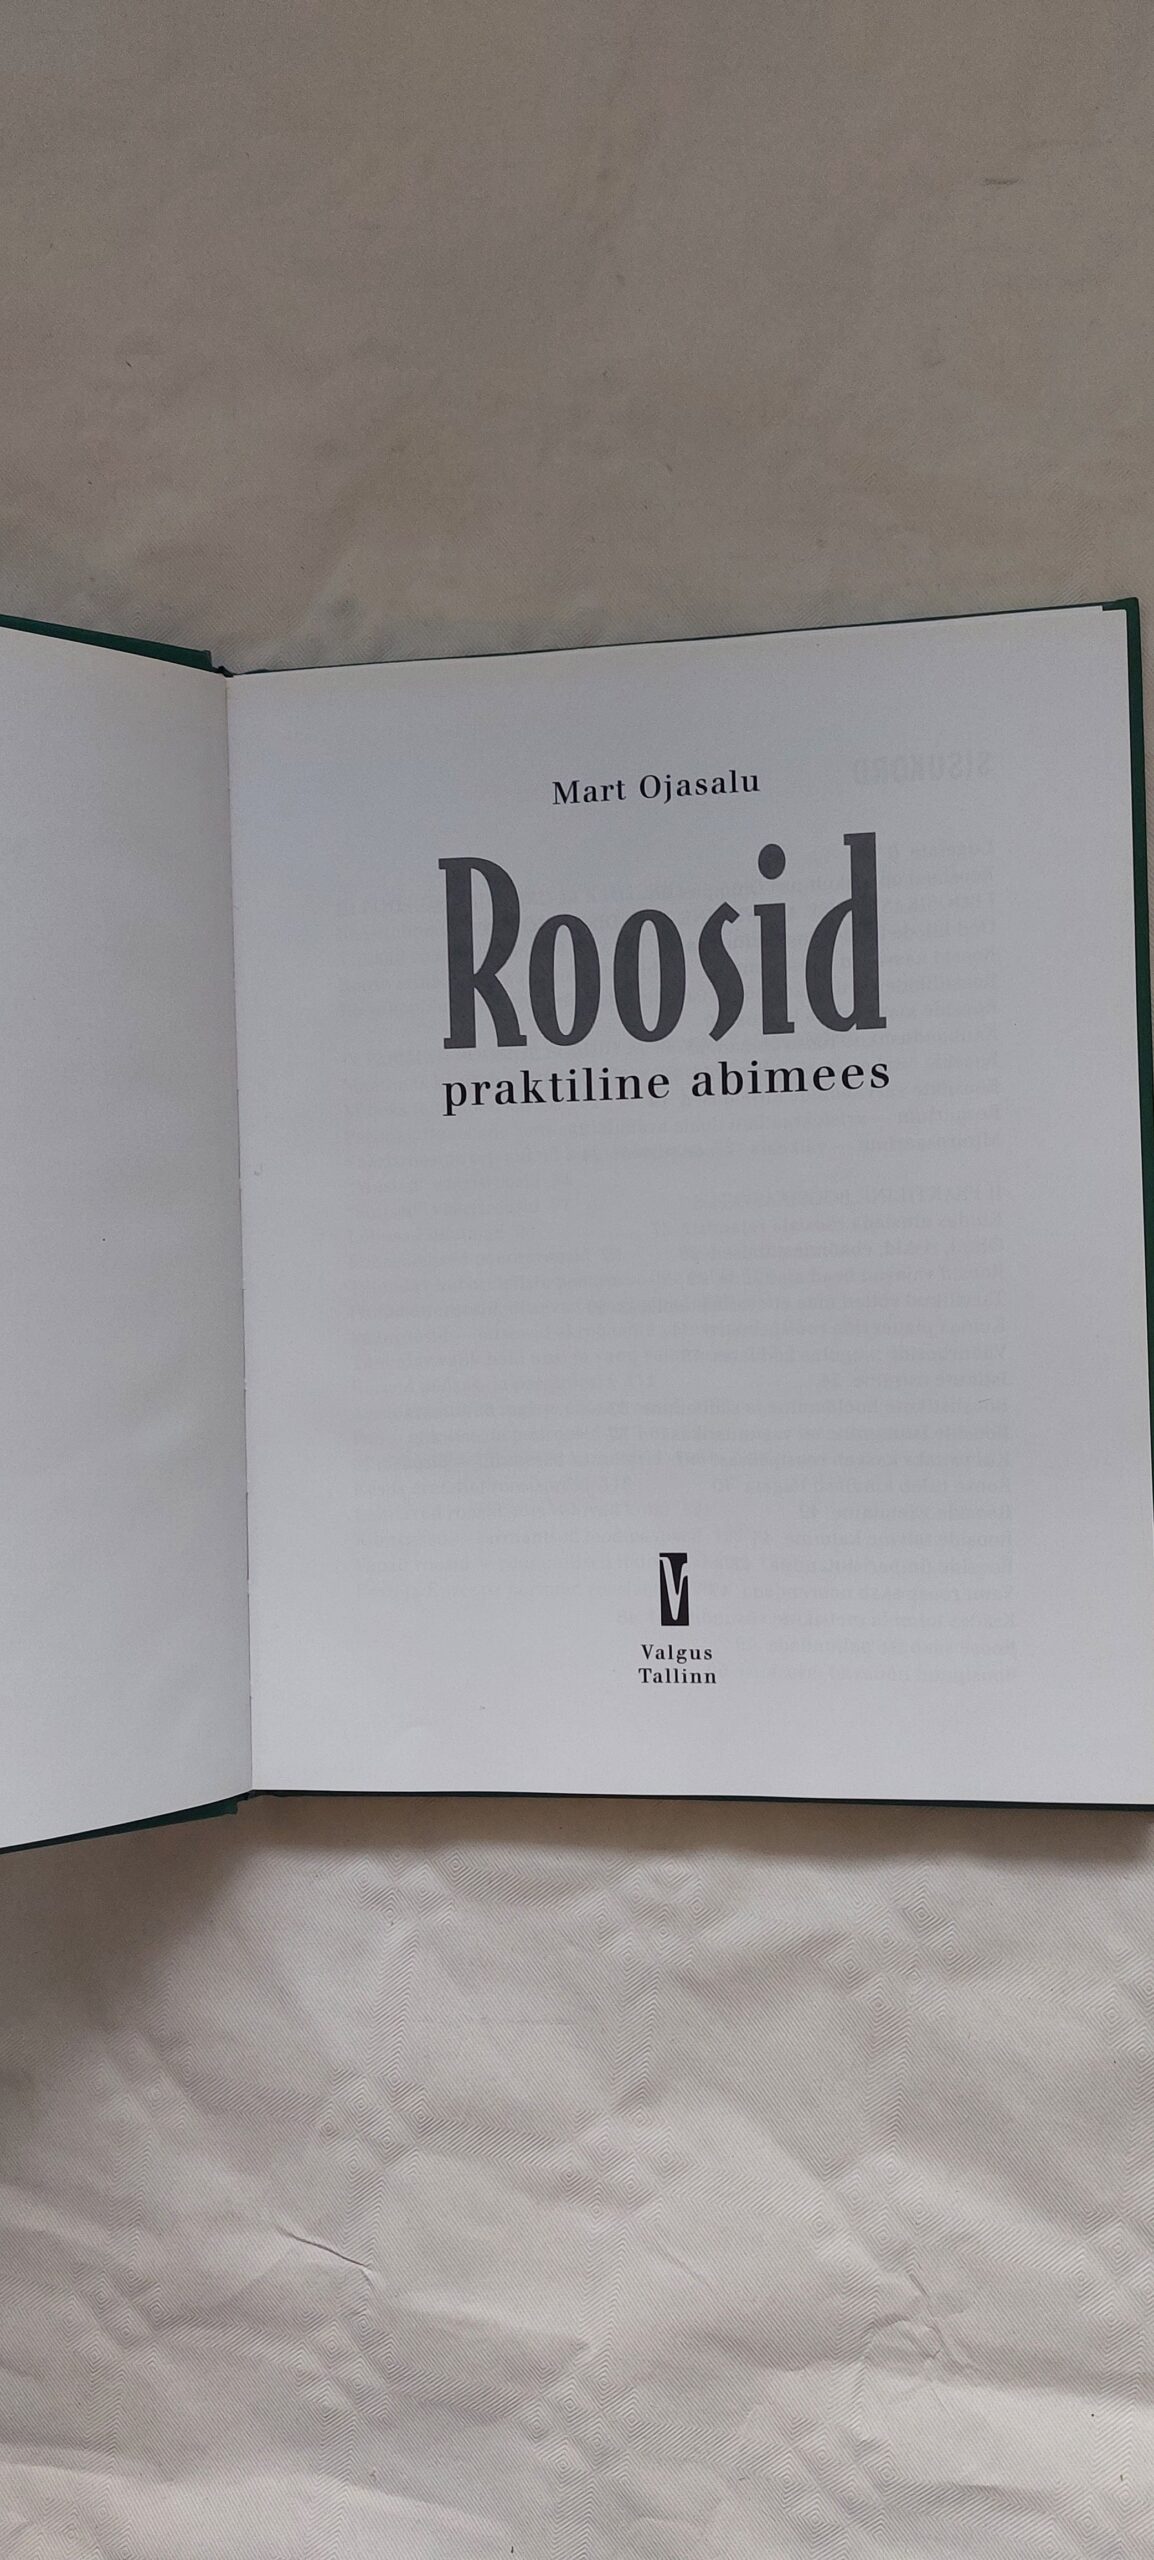 Mart Ojasalu
Roosid
praktiline abimees
Valgus
Tallinn